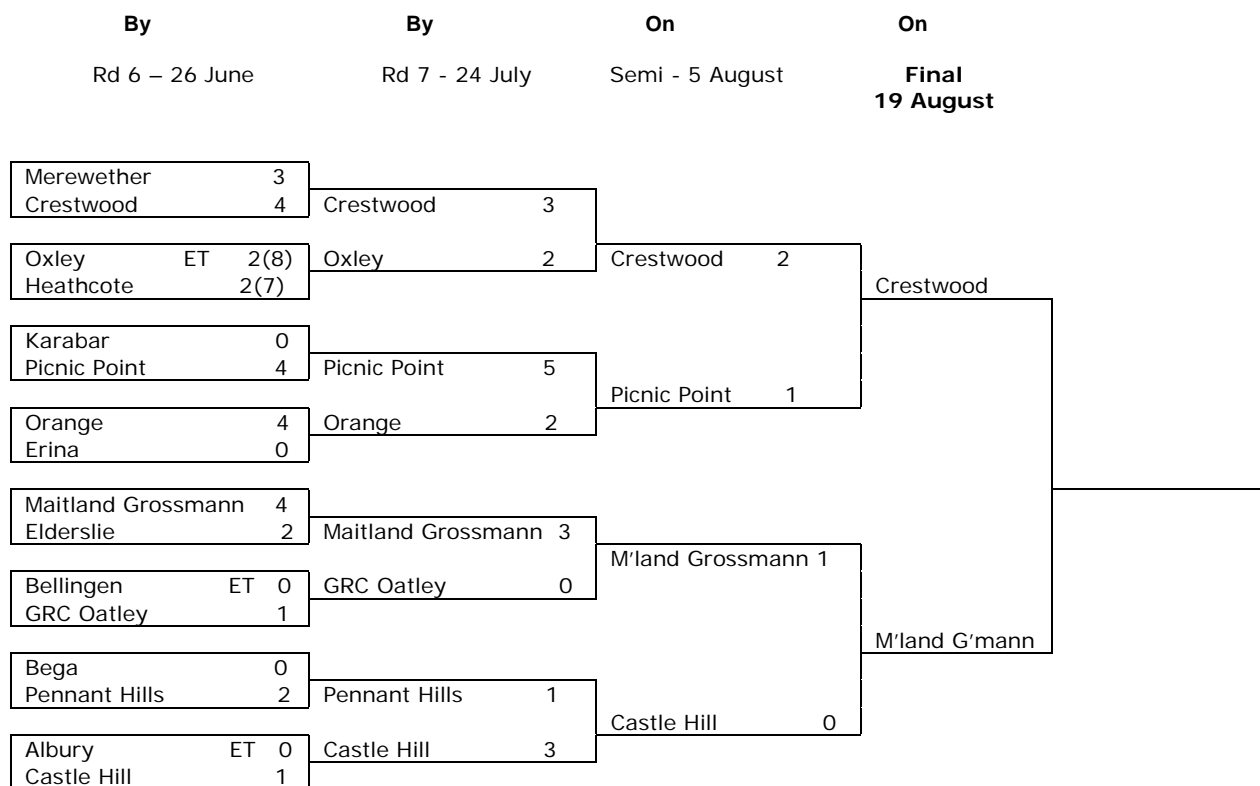 By By On On
Rd 6 – 26 June Rd 7 - 24 July Semi - 5 August Final
19 August
Merewether 3
Crestwood 4 Crestwood 3
Oxley ET 2(8) Oxley 2 Crestwood 2
Heathcote 2(7) Crestwood
Karabar 0
Picnic Point 4 Picnic Point 5
Picnic Point 1
Orange 4 Orange 2
Erina 0
Maitland Grossmann 4
Elderslie 2 Maitland Grossmann 3
M'land Grossmann 1
Bellingen ET 0 GRC Oatley 0
GRC Oatley 1
M'land G'mann
Bega 0
Pennant Hills 2 Pennant Hills 1
Castle Hill 0
Albury ET 0 Castle Hill 3
Castle Hill 1